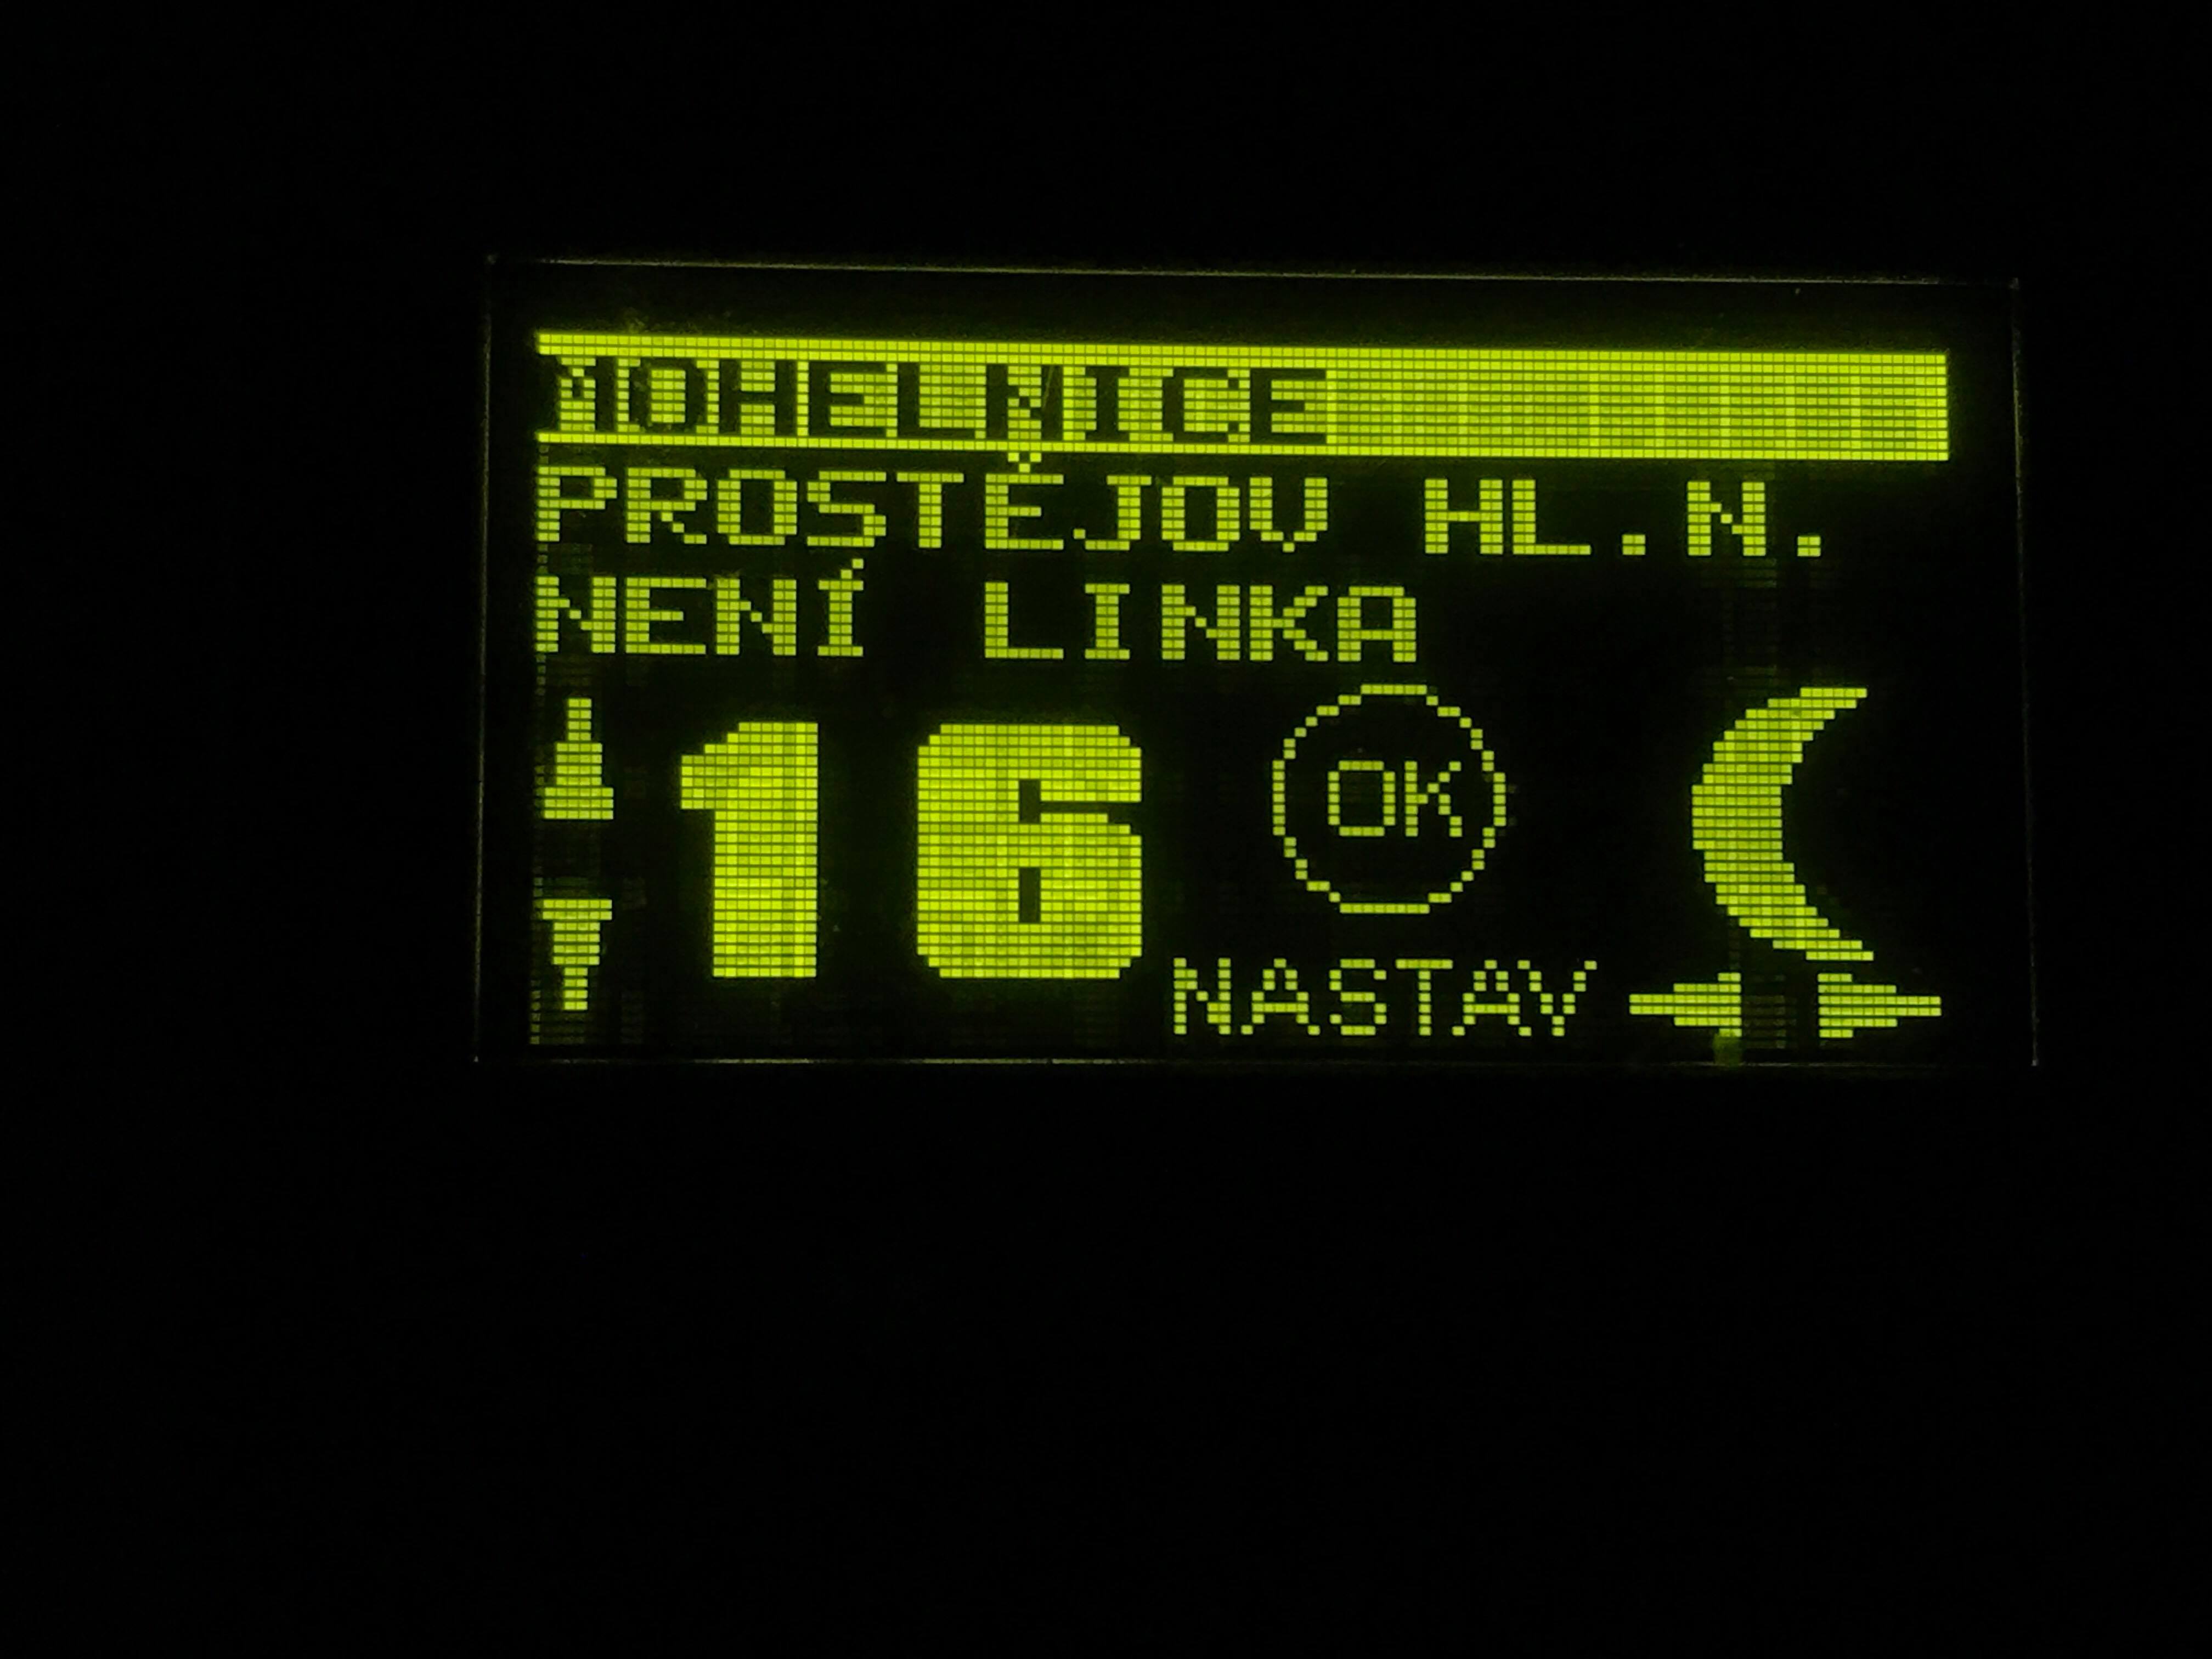 MOHELNICE
PROSTĚJOV HL.N.
NENÍ LINKA
16 OK
NASTAV